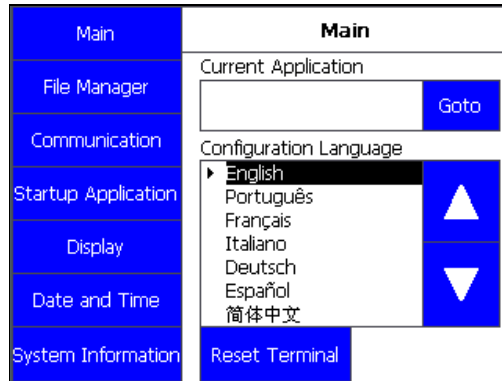 Main
File Manager
Communication
Startup Application
Display
Date and Time
System Information
Main
Current Application
Goto
Configuration Language
English
Português
Français
Italiano
Deutsch
Español
简体中文
Reset Terminal